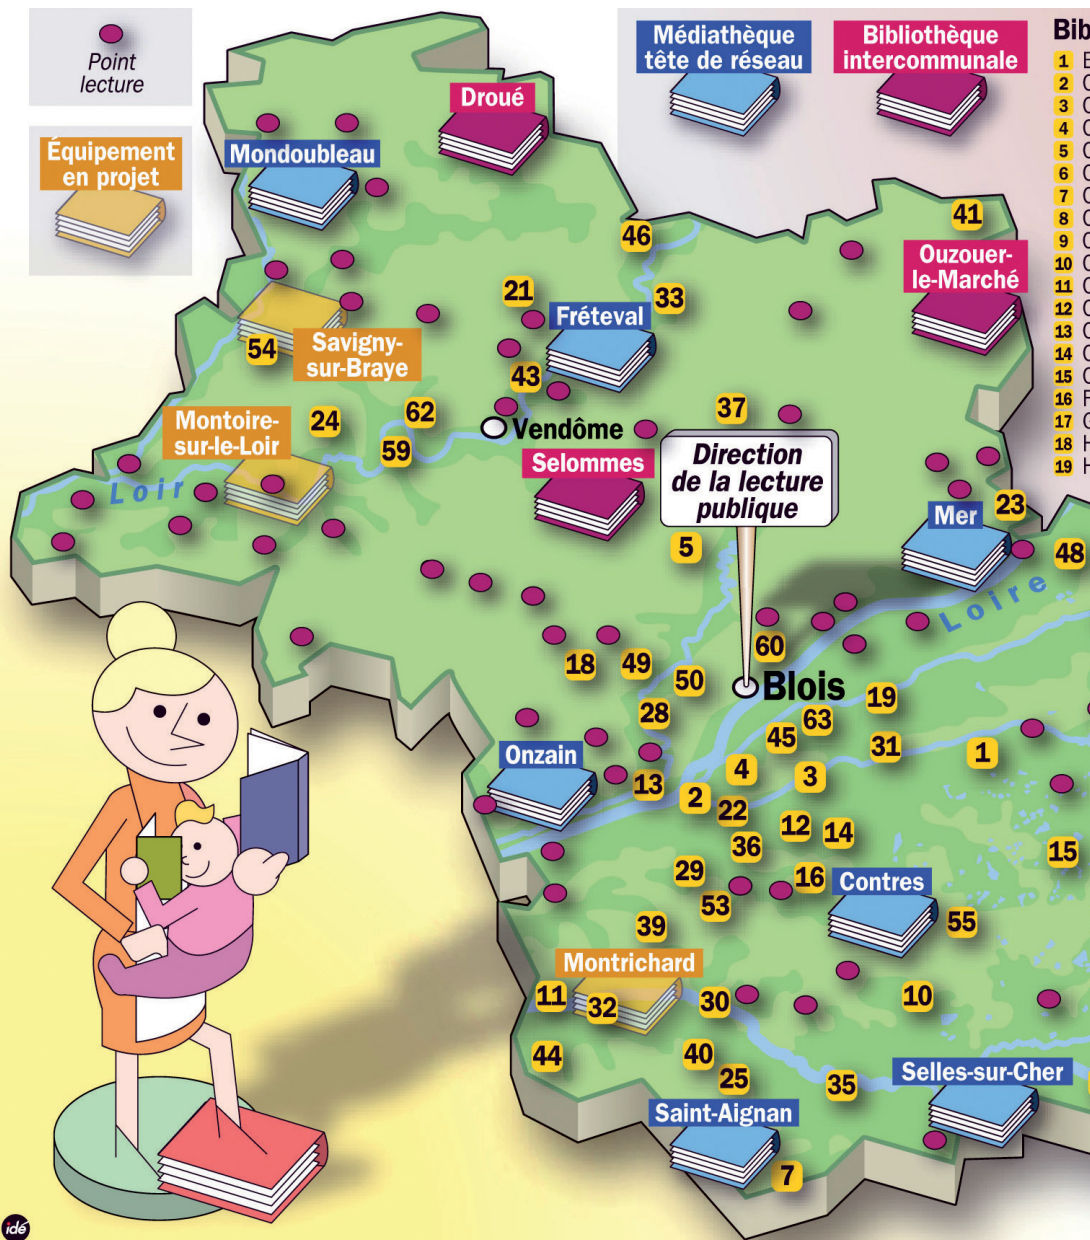 Point
lecture
Équipement
en projet
Médiathèque
tête de réseau
Bibliothèque
intercommunale
1
2
3
4
5
6
7
8
9
10
11
12
13
14
15
16
17
18
19
Droué
Mondoubleau
46
41
Ouzouer-
le-Marché
21
33
Fréteval
54
Savigny-
sur-Braye
43
37
62
24
Montoire-
sur-le-Loir
59
Vendôme
Selommes
Direction
de la lecture
publique
Loir
Mer
23
48
5
Loire
60
18
49
50
Blois
19
28
63
45
31
1
Onzain
4
3
13
2
22
12
14
36
15
29
16
Contres
53
55
39
Montrichard
11
32
30
10
44
40
25
35
Selles-sur-Cher
Saint-Aignan
7
idé